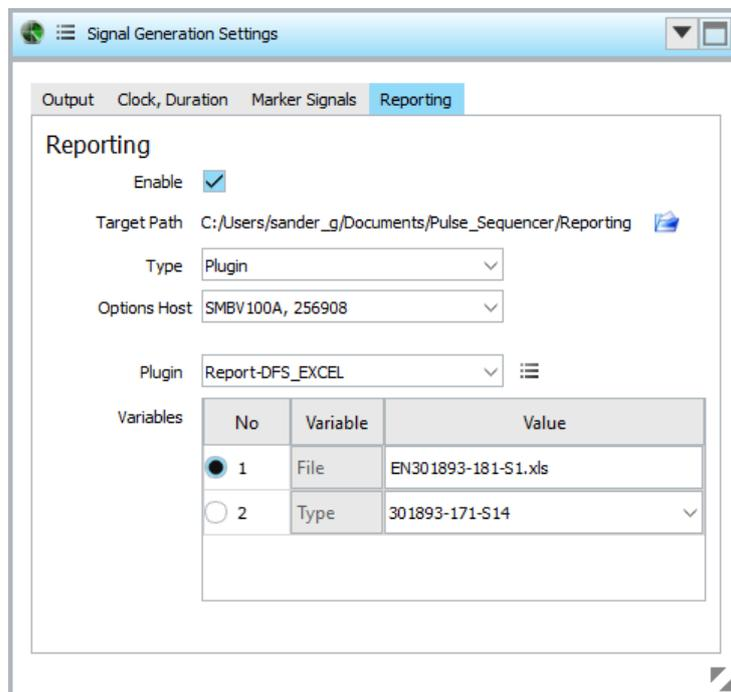 Signal Generation Settings
Output Clock, Duration Marker Signals Reporting
Reporting
Enable
Target Path C:/Users/sander_g/Documents/Pulse_Sequencer/Reporting
Type Plugin
Options Host SMBV100A, 256908
Plugin Report-DFS_EXCEL
Variables No Variable Value
1 File EN301893-181-S1.xls
2 Type 301893-171-S14